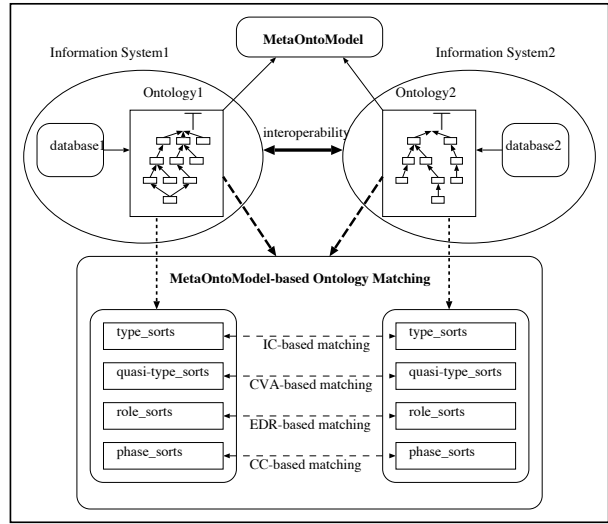 MetaOntoModel
Information System1
Information System2
Ontology1
Ontology2
interoperability
database1
database2
MetaOntoModel-based Ontology Matching
type_sorts
type_sorts
IC-based matching
quasi-type_sorts
quasi-type_sorts
CVA-based matching
role_sorts
role_sorts
EDR-based matching
phase_sorts
phase_sorts
CC-based matching